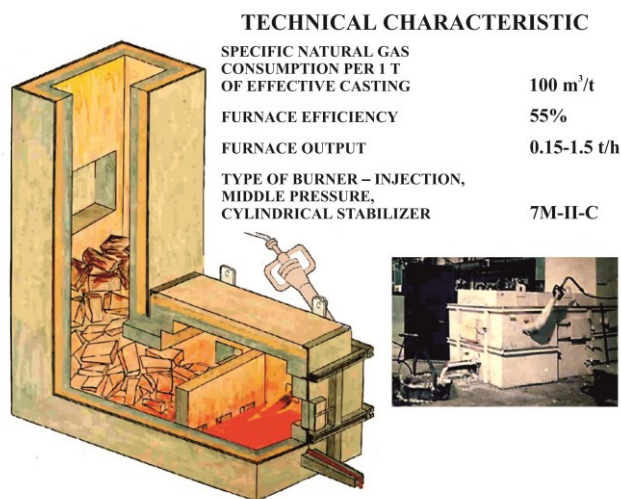 TECHNICAL CHARACTERISTIC
SPECIFIC NATURAL GAS
CONSUMPTION PER 1 T
OF EFFECTIVE CASTING 100 m³/t
FURNACE EFFICIENCY 55%
FURNACE OUTPUT 0.15-1.5 t/h
TYPE OF BURNER – INJECTION,
MIDDLE PRESSURE,
CYLINDRICAL STABILIZER 7M-II-C